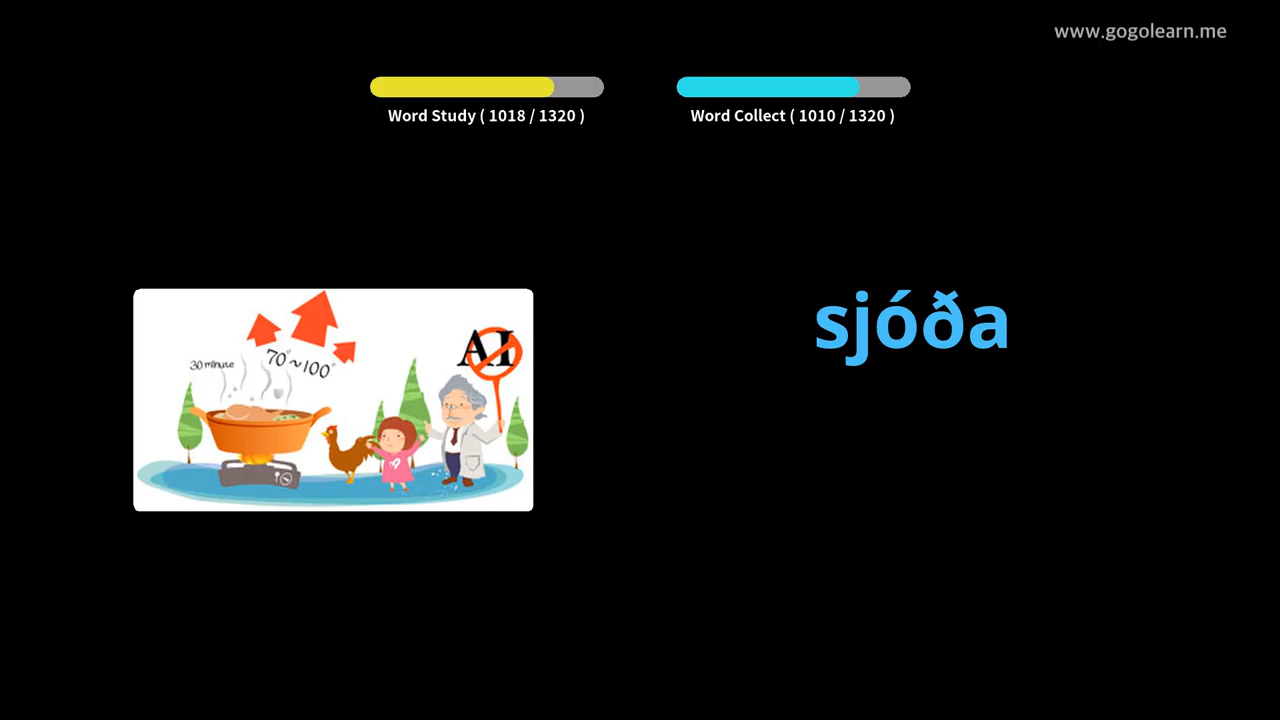 www.gogolearn.me
Word Study ( 1018 / 1320 )
Word Collect ( 1010 / 1320 )
sjóða
30 minute
70°~100°
AI